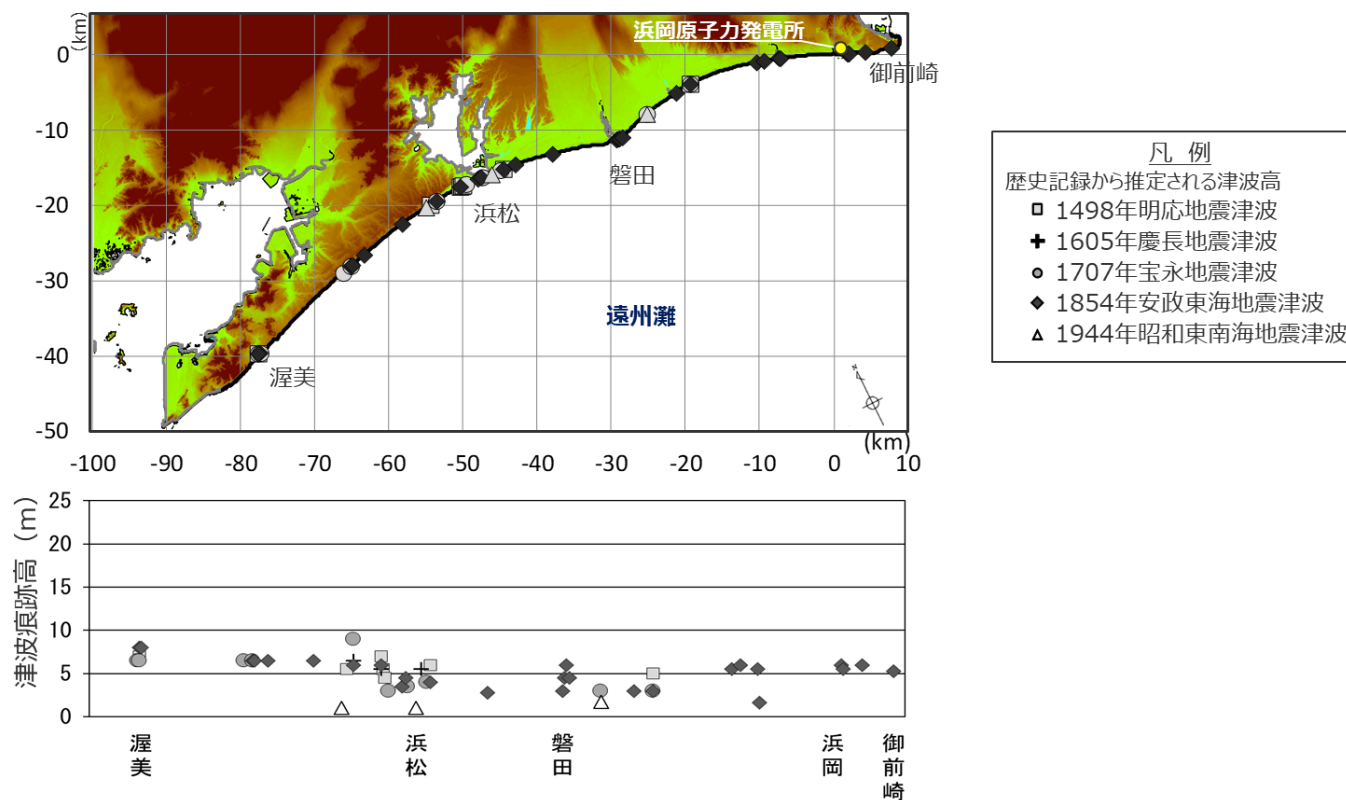 (km)
0
-10
-20
-30
-40
-50
浜岡原子力発電所
御前崎
磐田
浜松
渥美
遠州灘
(km)
-100 -90 -80 -70 -60 -50 -40 -30 -20 -10 0 10
凡 例
歴史記録から推定される津波高
1498年明応地震津波
1605年慶長地震津波
1707年宝永地震津波
1854年安政東海地震津波
1944年昭和東南海地震津波
津波痕跡高（m）
25
20
15
10
5
0
渥美
浜松
磐田
浜岡
御前崎